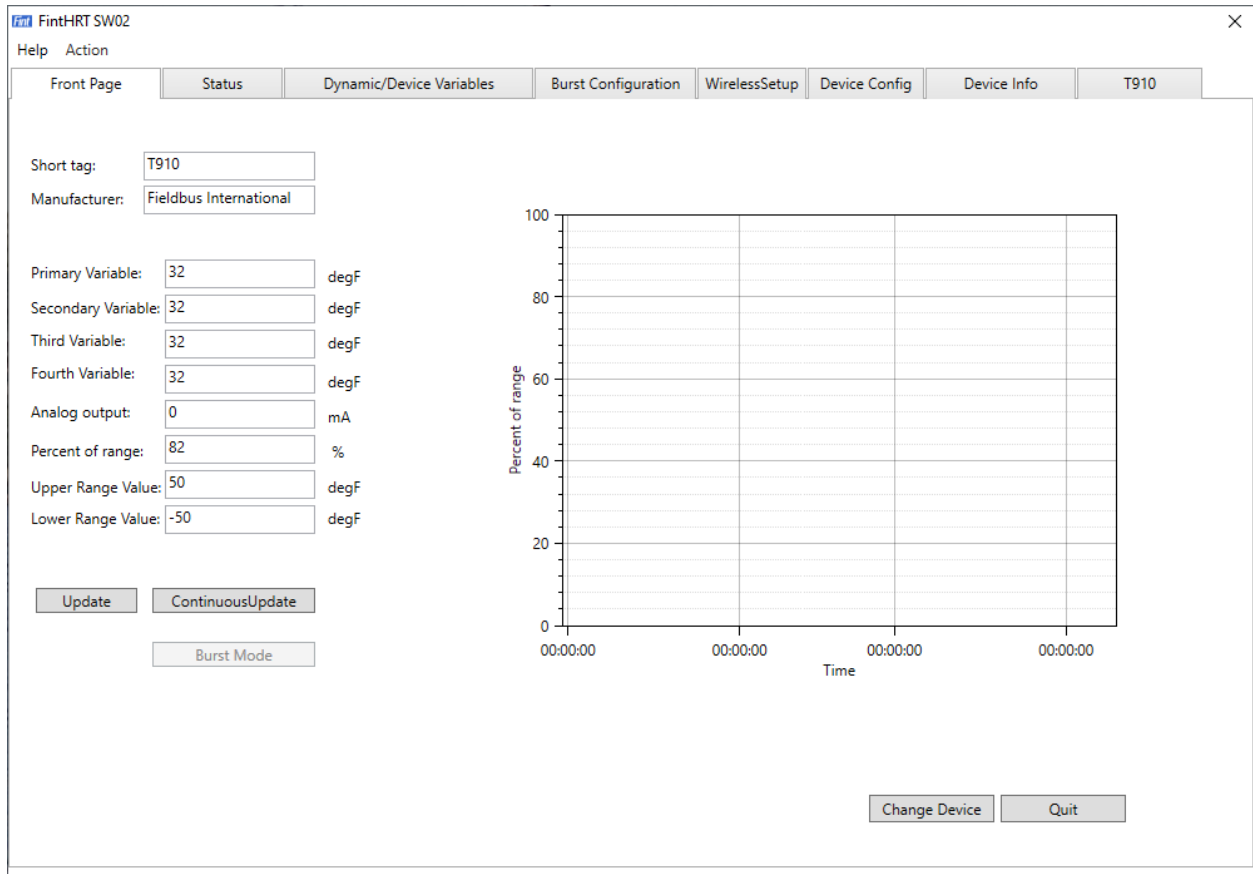 Fint FintHRT SW02
Help Action
Front Page Status Dynamic/Device Variables Burst Configuration WirelessSetup Device Config Device Info T910
Short tag: T910
Manufacturer: Fieldbus International
Primary Variable: 32 degF
Secondary Variable: 32 degF
Third Variable: 32 degF
Fourth Variable: 32 degF
Analog output: 0 mA
Percent of range: 82 %
Upper Range Value: 50 degF
Lower Range Value: -50 degF
Update ContinuousUpdate
Burst Mode
Percent of range
100
80
60
40
20
0
00:00:00 00:00:00 00:00:00 00:00:00
Time
Change Device Quit